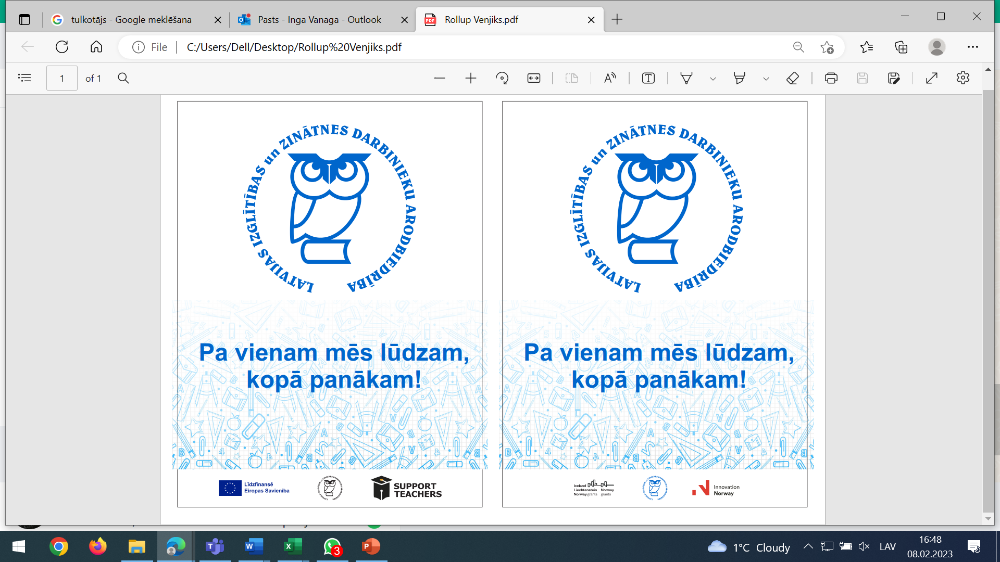 tulkotājs - Google meklēšana
Pasts - Inga Vanaga - Outlook
Rollup Venjiks.pdf
File
C:/Users/Dell/Desktop/Rollup%20Venjiks.pdf
1
of 1
LATVIJAS IZGLĪTĪBAS un ZINĀTNES DARBINIEKU ARODBIEDRĪBA
Pa vienam mēs lūdzam,
kopā panākam!
Līdzfinansē
Eiropas Savienība
SUPPORT
TEACHERS
LATVIJAS IZGLĪTĪBAS un ZINĀTNES DARBINIEKU ARODBIEDRĪBA
Pa vienam mēs lūdzam,
kopā panākam!
Iceland
Liechtenstein
Norway grants
Norway
grants
Innovation
Norway
3
1°C Cloudy
LAV
16:48
08.02.2023